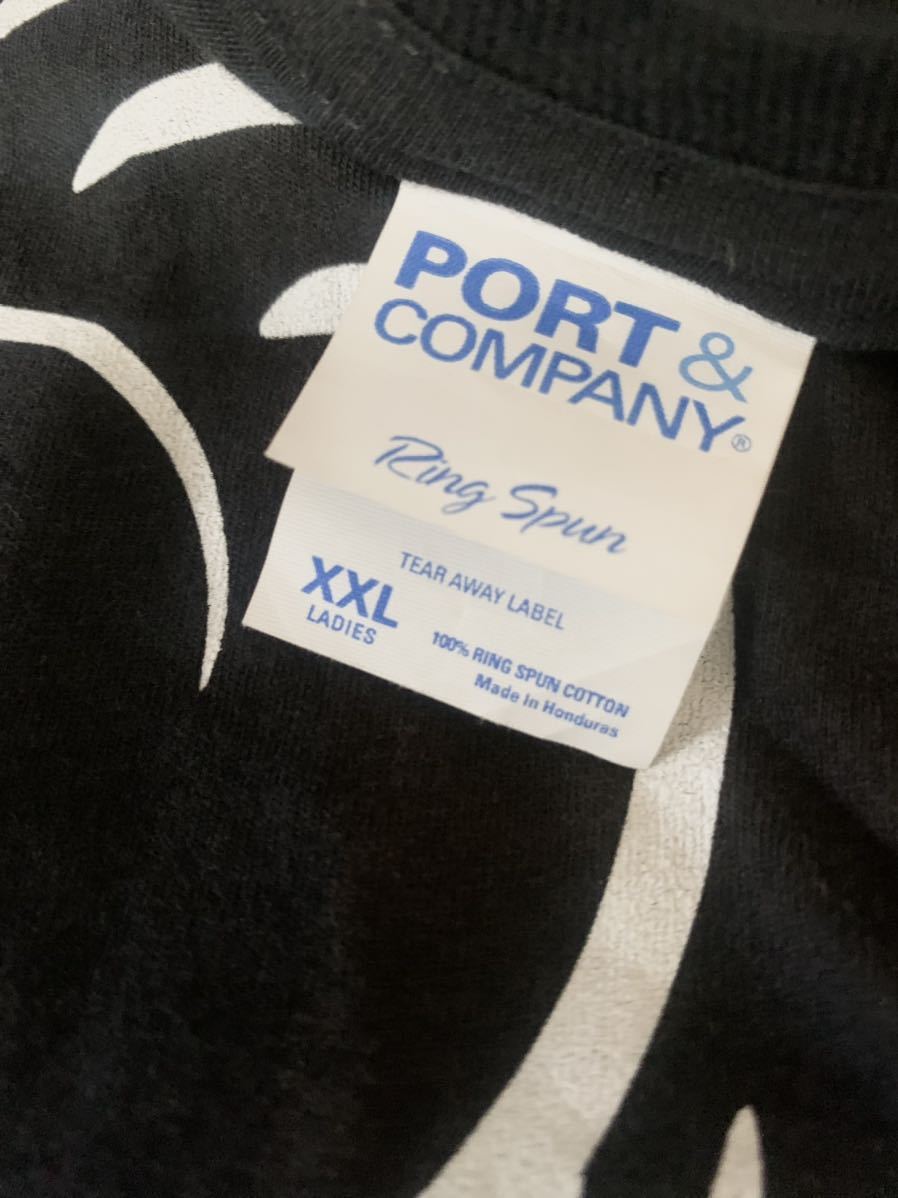 PORT &
COMPANY®
Ring Spun
TEAR AWAY LABEL
XXL
LADIES
100% RING SPUN COTTON
Made in Honduras